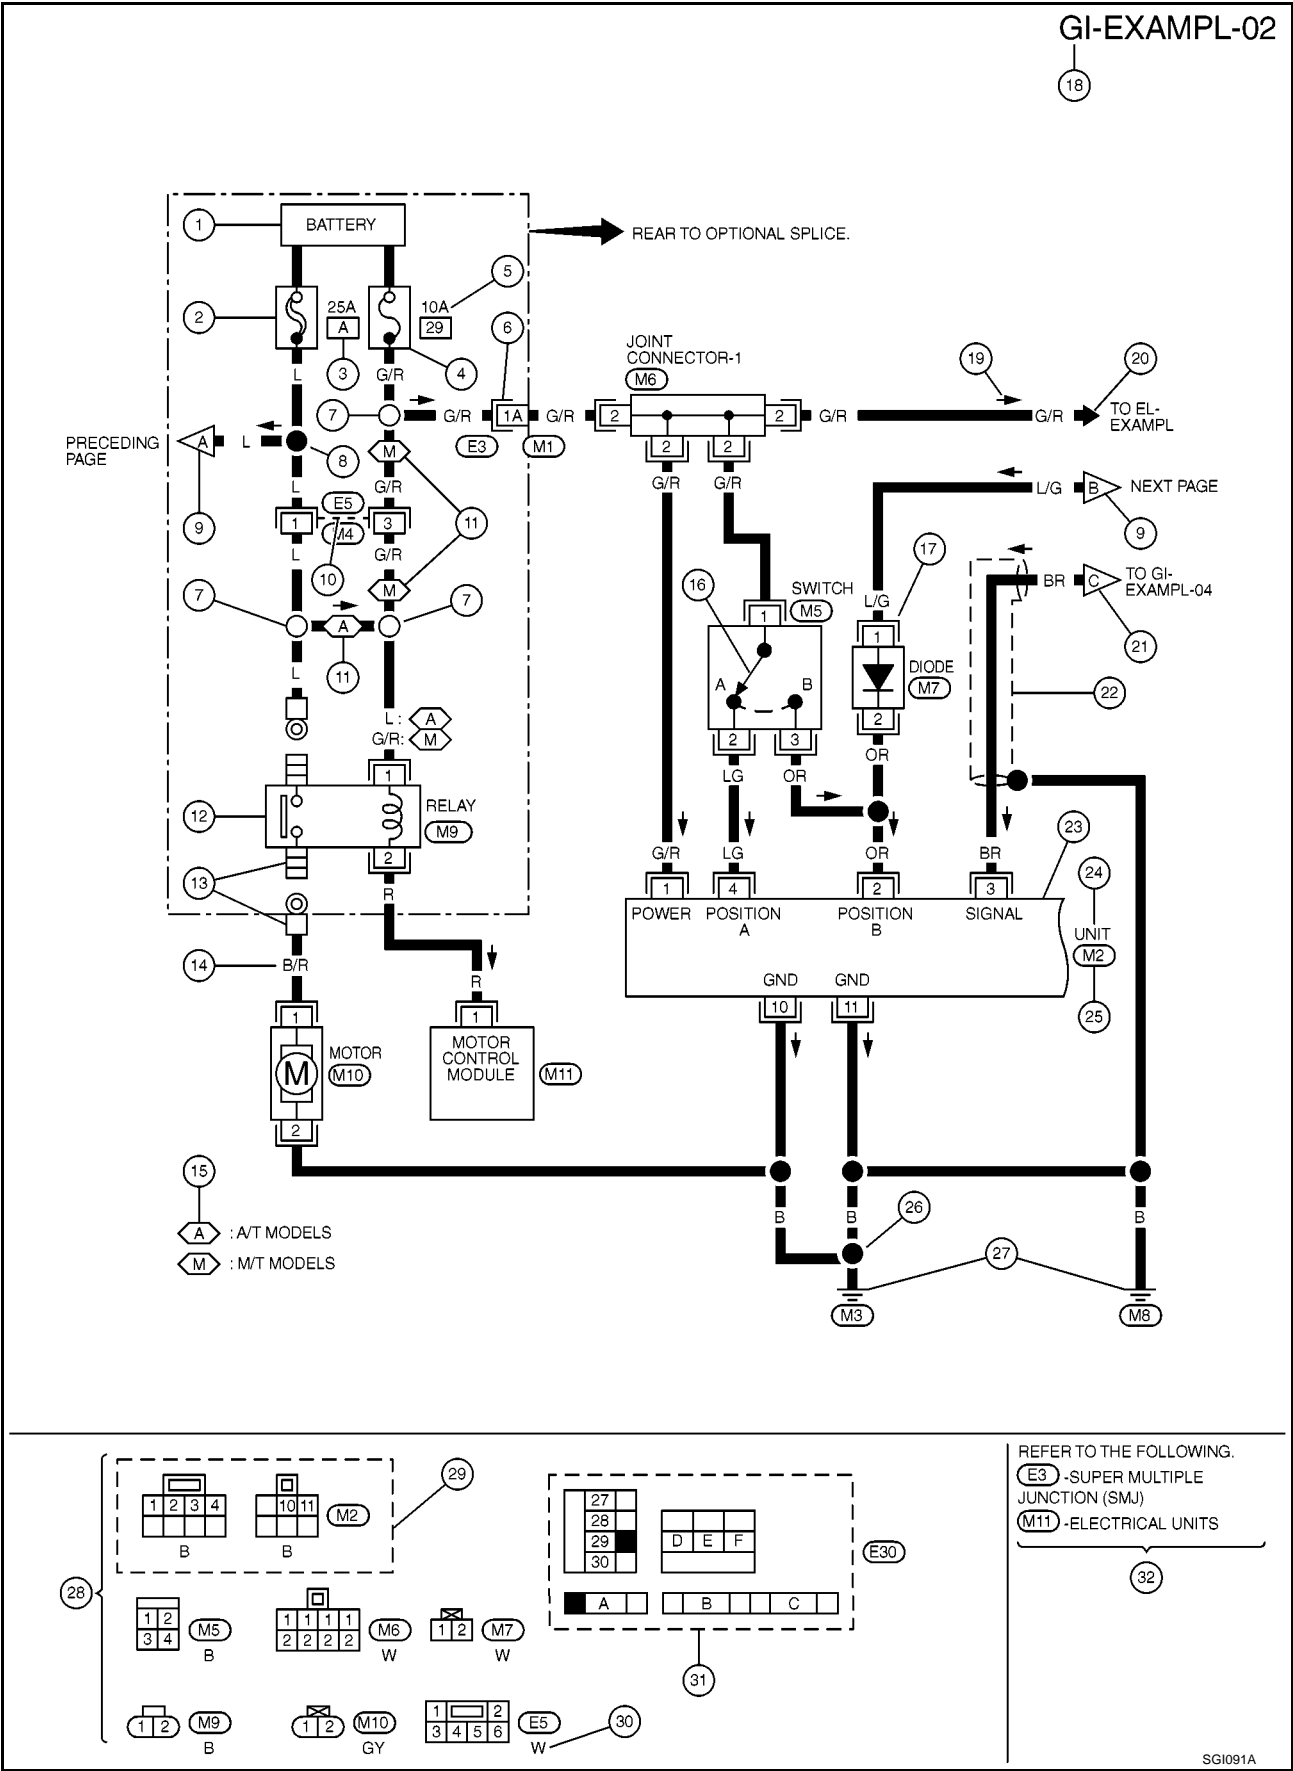 GI-EXAMPL-02
18
1
BATTERY
REAR TO OPTIONAL SPLICE.
5
2
25A
A
10A
29
6
3
4
L
G/R
JOINT
CONNECTOR-1
M6
19
20
7
G/R
1A
G/R
2
2
G/R
G/R
TO EL-
EXAMPL
PRECEDING
PAGE
A
L
8
M
E3
M1
2
2
9
L
G/R
G/R
G/R
L/G
B
NEXT PAGE
E5
1
3
M4
11
9
L
G/R
17
10
M
16
SWITCH
M5
BR
C
TO GI-
EXAMPL-04
7
A
7
L/G
1
1
21
L
11
A
B
DIODE
M7
22
L :
A
G/R:
M
2
3
2
1
LG
OR
OR
12
RELAY
M9
2
23
13
R
G/R
LG
OR
BR
24
1
4
2
3
POWER
POSITION
A
POSITION
B
SIGNAL
UNIT
M2
14
B/R
R
GND
GND
10
11
25
1
1
M
MOTOR
M10
MOTOR
CONTROL
MODULE
M11
2
15
A
: A/T MODELS
M
: M/T MODELS
B
B
B
26
27
M3
M8
28
1 2 3 4
10 11
M2
B
B
29
27
28
29
30
D E F
A
B
C
E30
31
1 2
3 4
M5
B
1 1 1 1
2 2 2 2
M6
W
1 2
M7
W
1 2
M9
B
1 2
M10
GY
1 2
3 4 5 6
E5
W
30
REFER TO THE FOLLOWING.
E3 -SUPER MULTIPLE
JUNCTION (SMJ)
M11 -ELECTRICAL UNITS
32
SGI091A